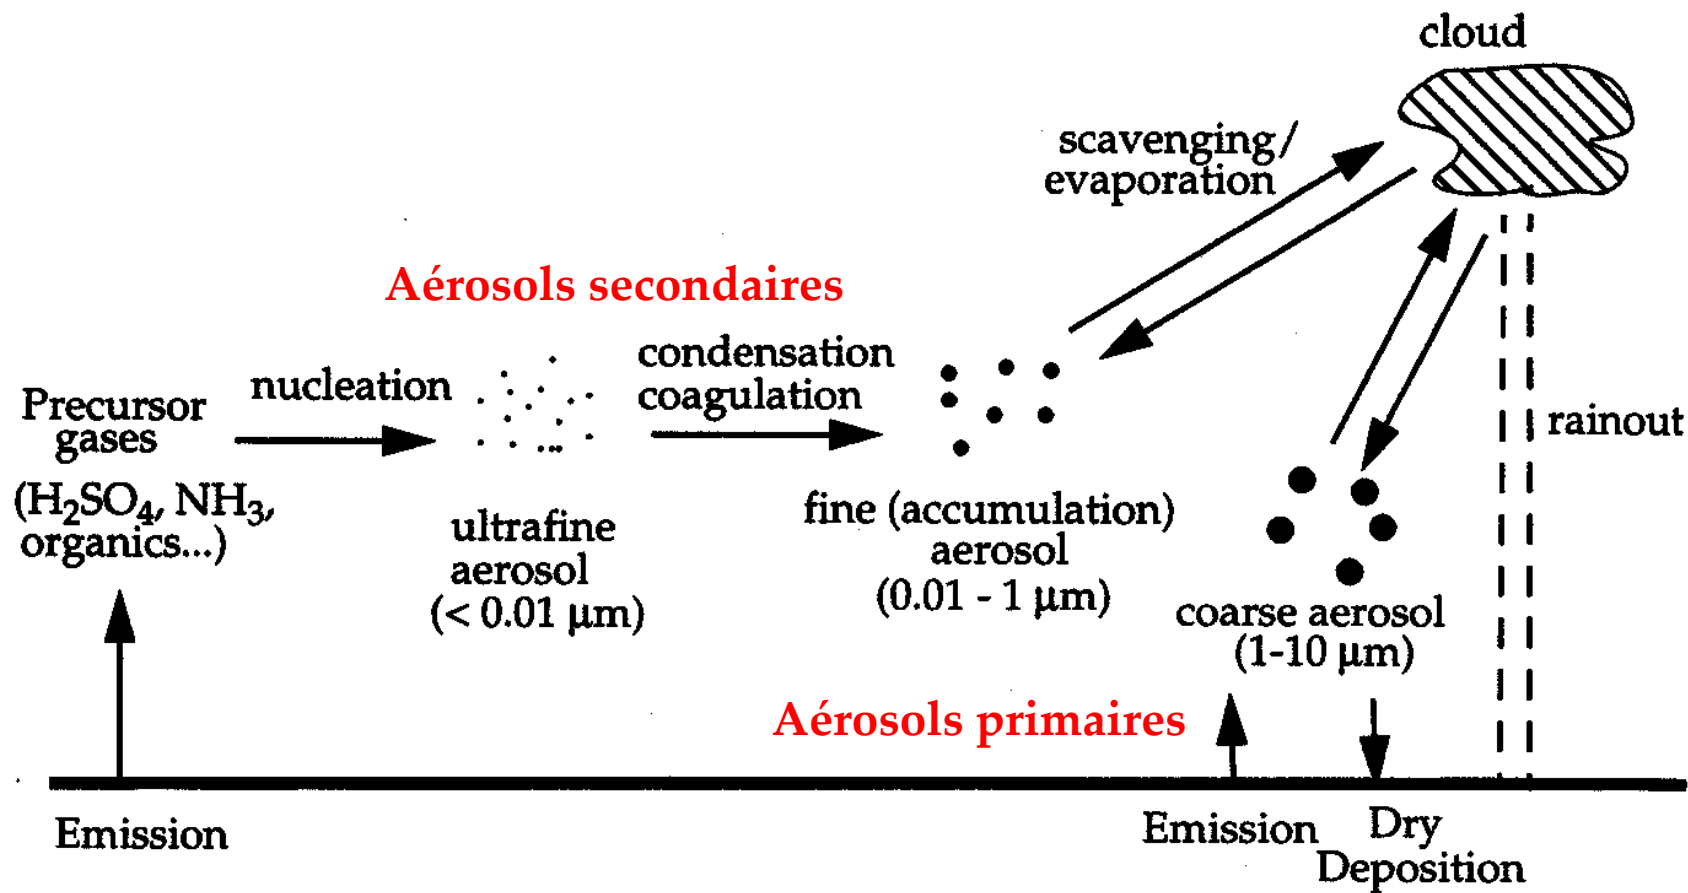 cloud
scavenging/
evaporation
Aérosols secondaires
condensation
coagulation
nucleation
Precursor
gases
(H₂SO₄, NH₃,
organics...)
ultrafine
aerosol
(< 0.01 μm)
fine (accumulation)
aerosol
(0.01 - 1 μm)
rainout
coarse aerosol
(1-10 μm)
Aérosols primaires
Emission
Emission
Dry
Deposition